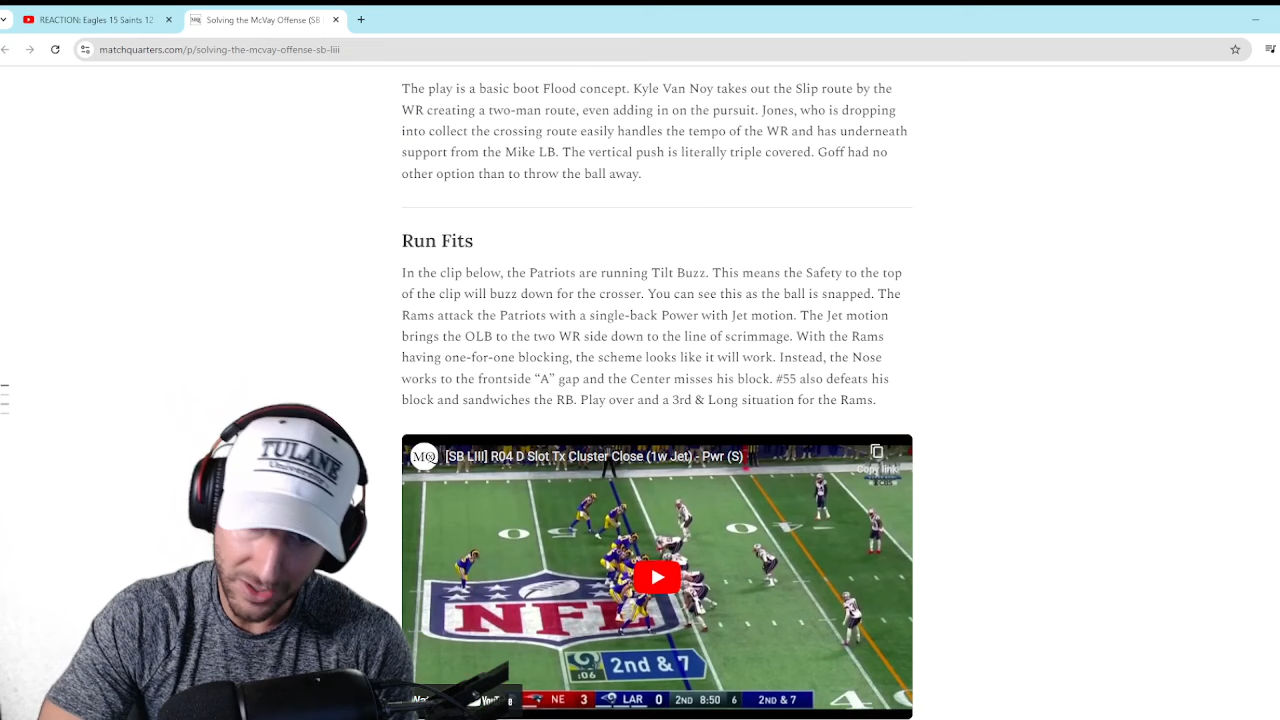 REACTION: Eagles 15 Saints 12
Solving the McVay Offense (SB
matchquarters.com/p/solving-the-mcvay-offense-sb-liii
The play is a basic boot Flood concept. Kyle Van Noy takes out the Slip route by the
WR creating a two-man route, even adding in on the pursuit. Jones, who is dropping
into collect the crossing route easily handles the tempo of the WR and has underneath
support from the Mike LB. The vertical push is literally triple covered. Goff had no
other option than to throw the ball away.
Run Fits
In the clip below, the Patriots are running Tilt Buzz. This means the Safety to the top
of the clip will buzz down for the crosser. You can see this as the ball is snapped. The
Rams attack the Patriots with a single-back Power with Jet motion. The Jet motion
brings the OLB to the two WR side down to the line of scrimmage. With the Rams
having one-for-one blocking, the scheme looks like it will work. Instead, the Nose
works to the frontside “A” gap and the Center misses his block. #55 also defeats his
block and sandwiches the RB. Play over and a 3rd & Long situation for the Rams.
MQ [SB LIII] R04 D Slot Tx Cluster Close (1w Jet) - Pwr (S)
Copy link
TULANE
University
50
40
NFL
:06 2nd & 7
NE 3 LAR 0 2ND 8:50 6 2ND & 7
4